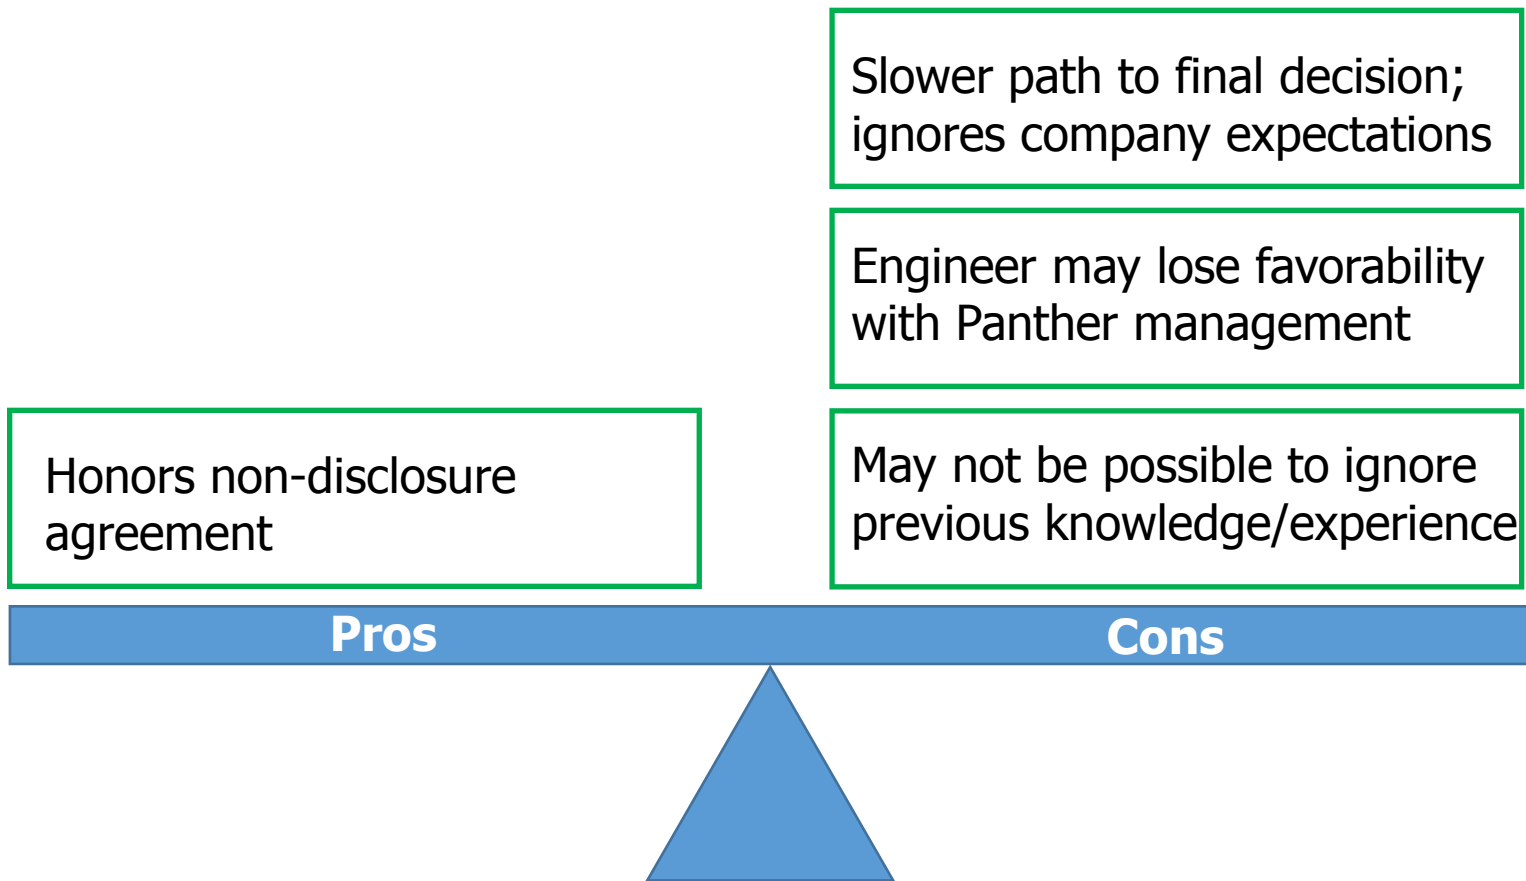 Slower path to final decision;
ignores company expectations
Engineer may lose favorability
with Panther management
Honors non-disclosure
agreement
May not be possible to ignore
previous knowledge/experience
Pros
Cons